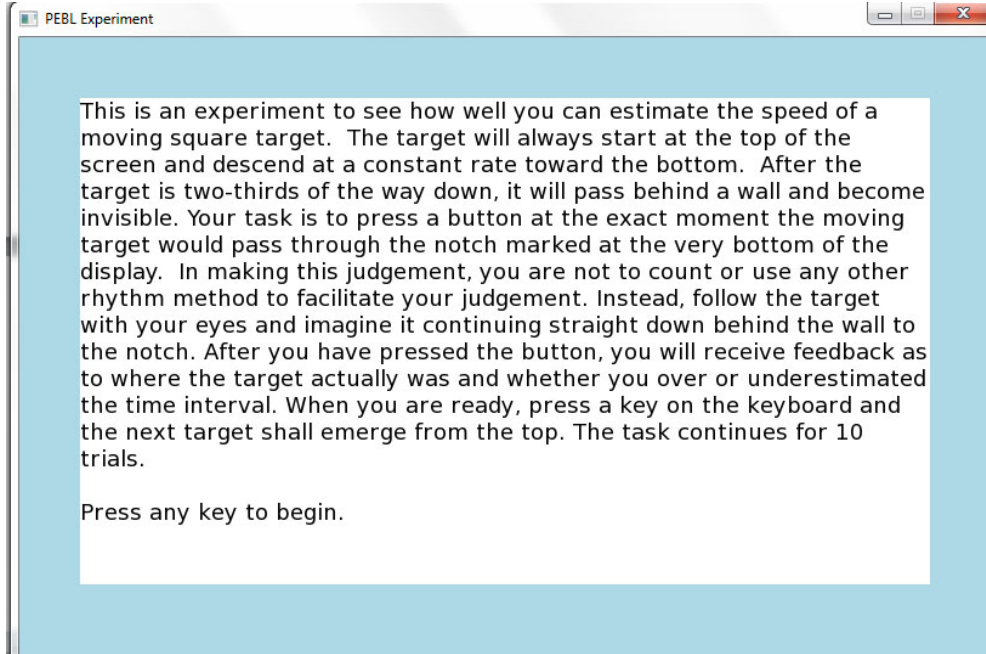 PEBL Experiment
This is an experiment to see how well you can estimate the speed of a
moving square target.  The target will always start at the top of the
screen and descend at a constant rate toward the bottom.  After the
target is two-thirds of the way down, it will pass behind a wall and become
invisible. Your task is to press a button at the exact moment the moving
target would pass through the notch marked at the very bottom of the
display.  In making this judgement, you are not to count or use any other
rhythm method to facilitate your judgement. Instead, follow the target
with your eyes and imagine it continuing straight down behind the wall to
the notch. After you have pressed the button, you will receive feedback as
to where the target actually was and whether you over or underestimated
the time interval. When you are ready, press a key on the keyboard and
the next target shall emerge from the top. The task continues for 10
trials.
Press any key to begin.